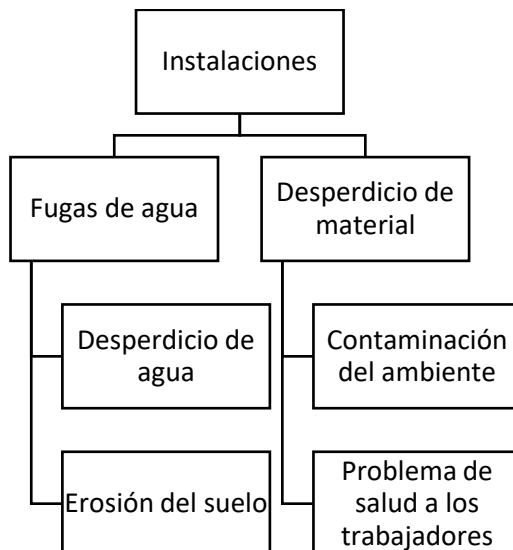 Instalaciones
Fugas de agua
Desperdicio de
material
Desperdicio de
agua
Contaminación
del ambiente
Erosión del suelo
Problema de
salud a los
trabajadores